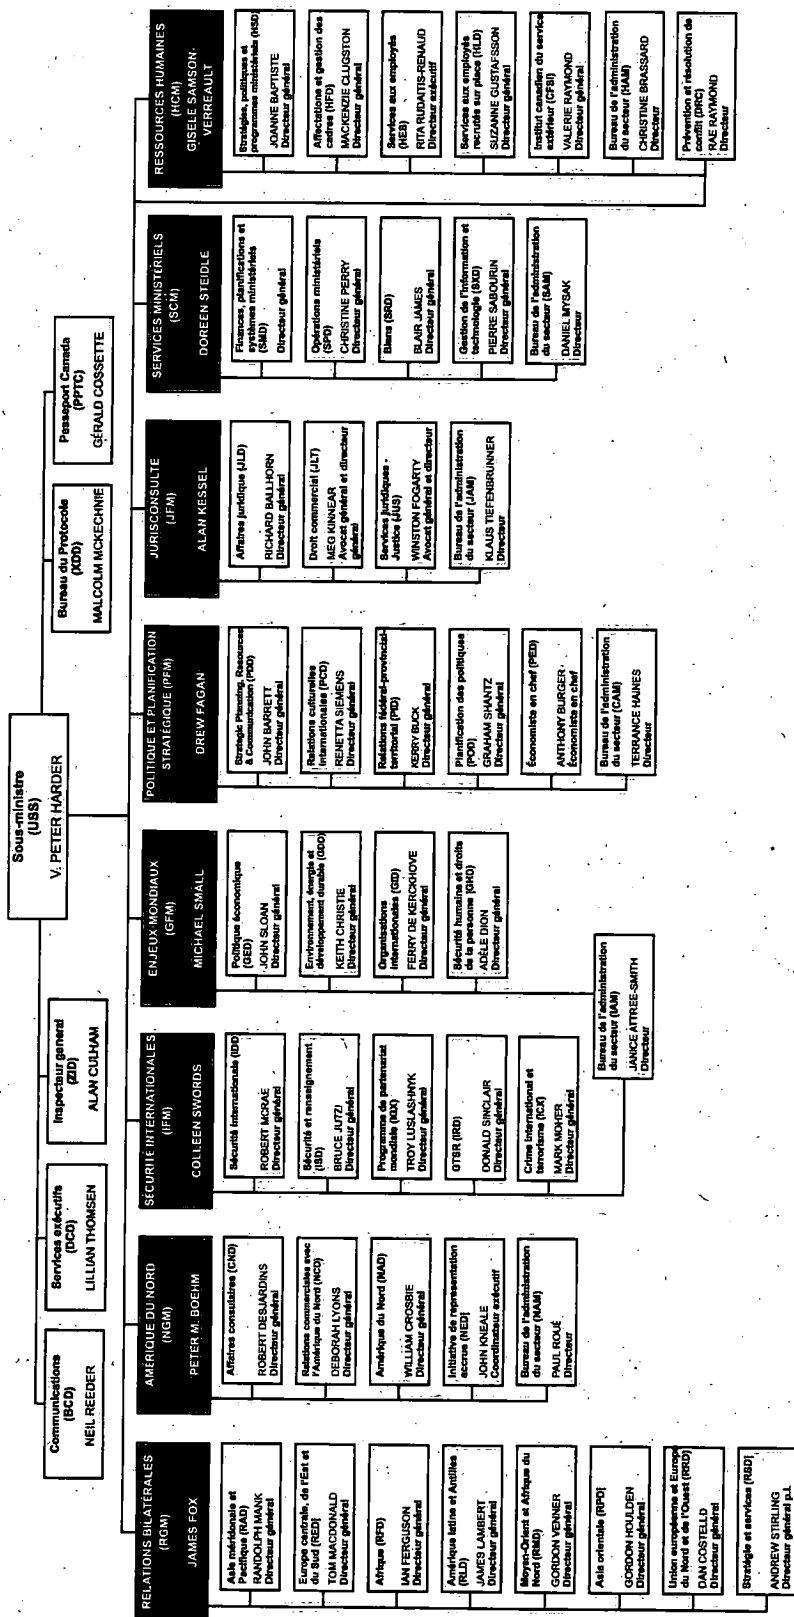 Sous-ministre
(USS)
V. PETER HARDER
Communications
(BCD)
NEIL REEDER
Services exécutifs
(DCD)
LILLIAN THOMSEN
Inspecteur general
(ZID)
ALAN CULHAM
Bureau du Protocole
(XDD)
MALCOLM MCKECHNIE
Passeport Canada
(PPTC)
GÉRALD COSSETTE
RELATIONS BILATÉRALES
(RGM)
JAMES FOX
Asie méridionale et
Pacifique (RAD)
RANDOLPH MANK
Directeur général
Europe centrale, de l'Est et
du Sud (RED)
TOM MACDONALD
Directeur général
Afrique (RFD)
IAN FERGUSON
Directeur général
Amérique latine et Antilles
(RLD)
JAMES LAMBERT
Directeur général
Moyen-Orient et Afrique du
Nord (RMD)
GORDON VENNER
Directeur général
Asie orientale (RPD)
GORDON HOULDEN
Directeur général
Union européenne et Europe
du Nord et de l'Ouest (RRD)
DAN COSTELLO
Directeur général
Stratégie et services (RSD)
ANDREW STIRLING
Directeur général p.i.
AMÉRIQUE DU NORD
(NGM)
PETER M. BOEHM
Affaires consulaires (CND)
ROBERT DESJARDINS
Directeur général
Relations commerciales avec
l'Amérique du Nord (NCD)
DEBORAH LYONS
Directeur général
Amérique du Nord (NAD)
WILLIAM CROSBIE
Directeur général
Initiative de representation
accrue (NED)
JOHN KNEALE
Coordinateur exécutif
Bureau de l'administration
du secteur (NAM)
PAUL ROUÉ
Directeur
SÉCURITÉ INTERNATIONALES
(IFM)
COLLEEN SWORDS
Sécurité Internationale (IDD)
ROBERT MCRAE
Directeur général
Sécurité et renseignement
(ISD)
BRUCE JUTZI
Directeur général
Programme de partenariat
mondiale (IGX)
TROY LUSLASHNYK
Directeur général
GTSR (IRD)
DONALD SINCLAIR
Directeur général
Crime International et
terrorisme (ICX)
MARK MOHER
Directeur général
Bureau de l'administration
du secteur (IAM)
JANICE ATTREE-SMITH
Directeur
ENJEUX MONDIAUX
(GFM)
MICHAEL SMALL
Politique économique
(GED)
JOHN SLOAN
Directeur général
Environnement, énergie et
développement durable (GDD)
KEITH CHRISTIE
Directeur général
Organisations
Internationales (GID)
FERRY DE KERCKHOVE
Directeur général
Sécurité humaine et droits
de la personne (GHD)
ADÈLE DION
Directeur général
POLITIQUE ET PLANIFICATION
STRATÉGIQUE (PFM)
DREW FAGAN
Strategic Planning, Resources
& Communication (PDD)
JOHN BARRETT
Directeur général
Relations culturelles
Internationales (PCD)
RENETTA SIEMENS
Directeur général
Relations fédéral-provincial-
territorial (PID)
KERRY BUCK
Directeur général
Planification des politiques
(POD)
GRAHAM SHANTZ
Directeur général
Économiste en chef (PED)
ANTHONY BURGER
Économiste en chef
Bureau de l'administration
du secteur (CAM)
TERRANCE HAINES
Directeur
JURISCONSULTE
(JFM)
ALAN KESSEL
Affaires juridique (JLD)
RICHARD BALLHORN
Directeur général
Droit commercial (JLT)
MEG KINNEAR
Avocat général et directeur
général
Services juridiques -
Justice (JUS)
WINSTON FOGARTY
Avocat général et directeur
général
Bureau de l'administration
du secteur (JAM)
KLAUS TIEFENBRUNNER
Directeur
SERVICES MINISTÉRIELS
(SCM)
DOREEN STEIDLE
Finances, planifications et
systèmes ministériels
(SMD)
Directeur général
Opérations ministériels
(SPD)
CHRISTINE PERRY
Directeur général
Biens (SRD)
BLAIR JAMES
Directeur général
Gestion de l'information et
technologie (SXD)
PIERRE SABOURIN
Directeur général
Bureau de l'administration
du secteur (SAM)
DANIEL MYSAK
Directeur
RESSOURCES HUMAINES
(HCM)
GISELE SAMSON-
VERREAULT
Stratégies, politiques et
programmes ministériels (HSD)
JOANNE BAPTISTE
Directeur général
Affectations et gestion des
cadres (HFD)
MACKENZIE CLUGSTON
Directeur général
Services aux employés
(HEB)
RITA RUDAITIS-RENAUD
Directeur exécutif
Services aux employés
recrutés sur place (HLD)
SUZANNE GUSTAFSSON
Directeur général
Institut canadien du service
extérieur (CFSI)
VALERIE RAYMOND
Directeur général
Bureau de l'administration
du secteur (HAM)
CHRISTINE BRASSARD
Directeur
Prévention et résolution de
conflit (DRC)
RAE RAYMOND
Directeur